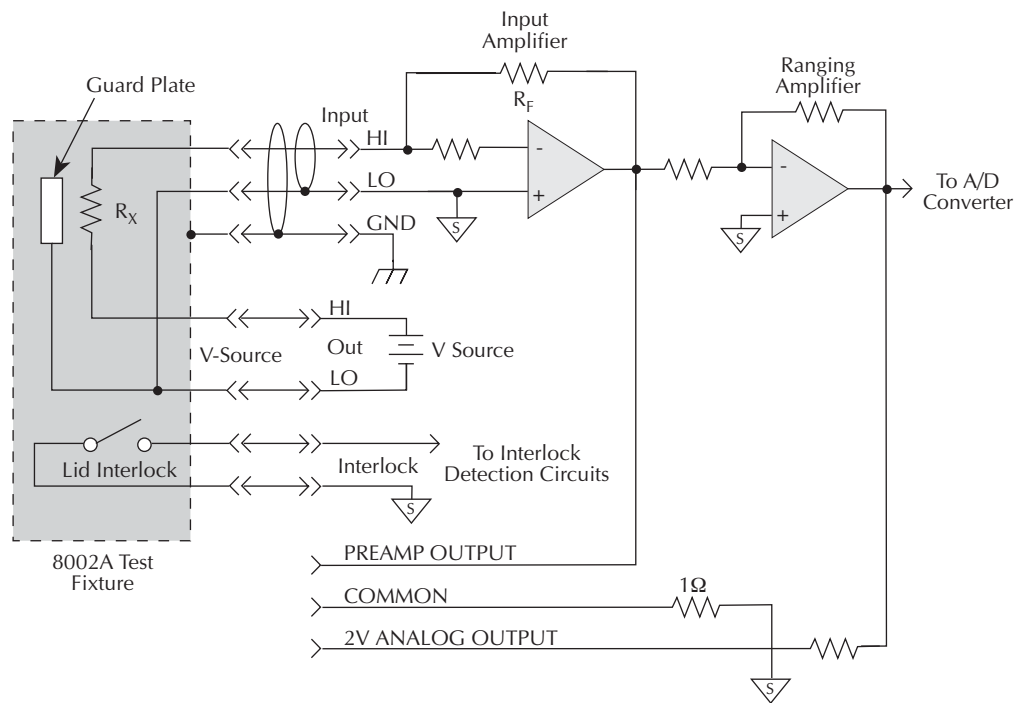 Input
Amplifier
Ranging
Amplifier
Guard Plate
R_F
Input
HI
-
-
LO
+
To A/D
Converter
R_X
GND
S
+
S
HI
V-Source
Out
V Source
LO
Lid Interlock
Interlock
To Interlock
Detection Circuits
S
8002A Test
Fixture
PREAMP OUTPUT
COMMON
1Ω
2V ANALOG OUTPUT
S